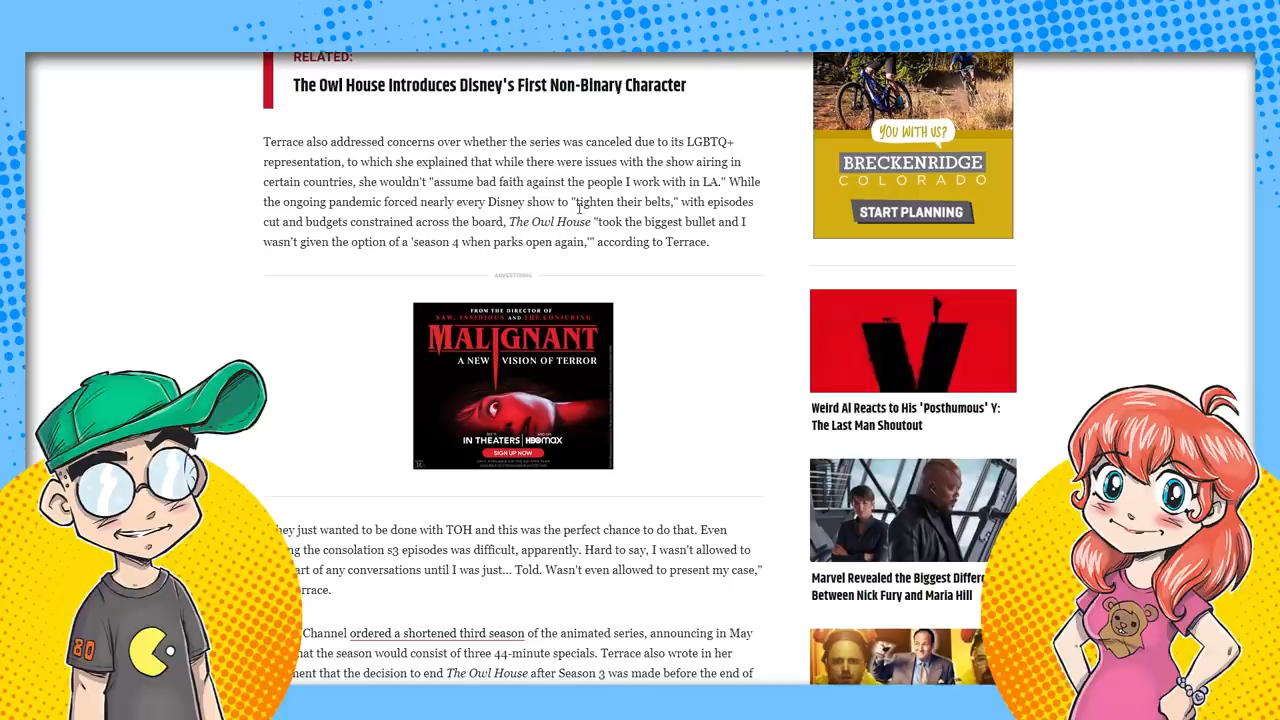 RELATED:
The Owl House Introduces Disney's First Non-Binary Character
Terrace also addressed concerns over whether the series was canceled due to its LGBTQ+
representation, to which she explained that while there were issues with the show airing in
certain countries, she wouldn't "assume bad faith against the people I work with in LA." While
the ongoing pandemic forced nearly every Disney show to "tighten their belts," with episodes
cut and budgets constrained across the board, The Owl House "took the biggest bullet and I
wasn't given the option of a 'season 4 when parks open again,'" according to Terrace.
ADVERTISING
FROM THE DIRECTOR OF
SAW, INSIDIOUS AND THE CONJURING
MALIGNANT
A NEW VISION OF TERROR
IN THEATERS HBOMAX
SIGN UP NOW
hey just wanted to be done with TOH and this was the perfect chance to do that. Even
ng the consolation s3 episodes was difficult, apparently. Hard to say, I wasn't allowed to
art of any conversations until I was just... Told. Wasn't even allowed to present my case,"
rrace.
Channel ordered a shortened third season of the animated series, announcing in May
hat the season would consist of three 44-minute specials. Terrace also wrote in her
ent that the decision to end The Owl House after Season 3 was made before the end of
YOU WITH US?
BRECKENRIDGE
COLORADO
START PLANNING
Weird Al Reacts to His 'Posthumous' Y:
The Last Man Shoutout
Marvel Revealed the Biggest Differe
Between Nick Fury and Maria Hill
80